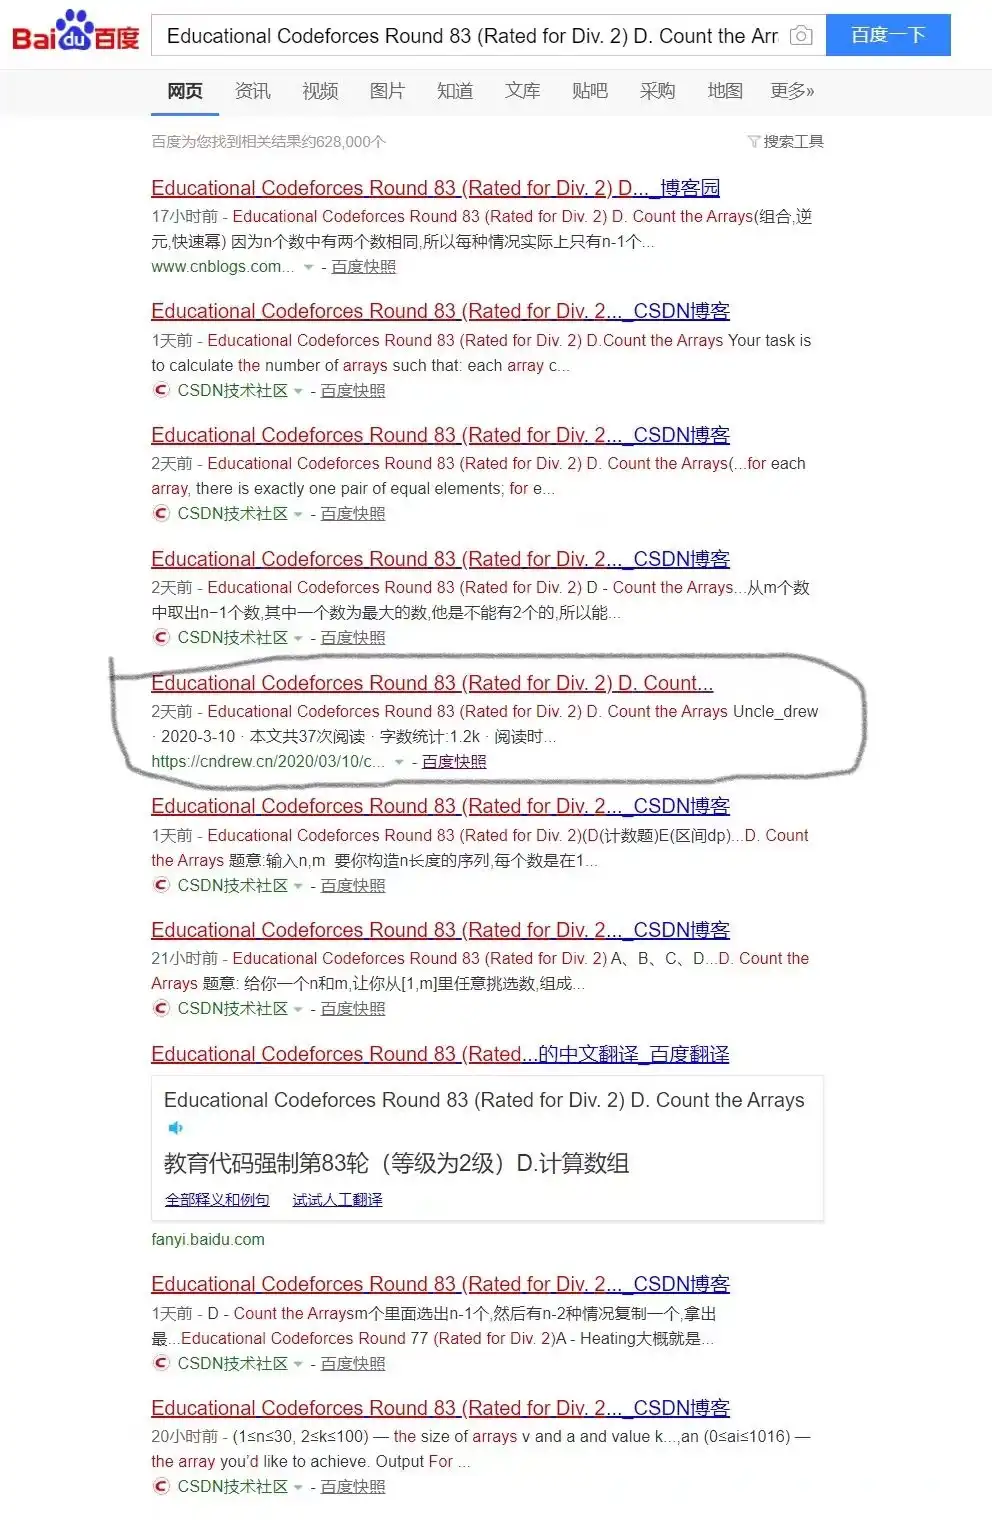 Bai du 百度
Educational Codeforces Round 83 (Rated for Div. 2) D. Count the Arr
百度一下
网页 资讯 视频 图片 知道 文库 贴吧 采购 地图 更多»
百度为您找到相关结果约628,000个 搜索工具
Educational Codeforces Round 83 (Rated for Div. 2) D..._博客园
17小时前 - Educational Codeforces Round 83 (Rated for Div. 2) D. Count the Arrays(组合,逆
元,快速幂) 因为n个数中有两个数相同,所以每种情况实际上只有n-1个...
www.cnblogs.com... - 百度快照
Educational Codeforces Round 83 (Rated for Div. 2..._CSDN博客
1天前 - Educational Codeforces Round 83 (Rated for Div. 2) D.Count the Arrays Your task is
to calculate the number of arrays such that: each array c...
CSDN技术社区 - 百度快照
Educational Codeforces Round 83 (Rated for Div. 2..._CSDN博客
2天前 - Educational Codeforces Round 83 (Rated for Div. 2) D. Count the Arrays(...for each
array, there is exactly one pair of equal elements; for e...
CSDN技术社区 - 百度快照
Educational Codeforces Round 83 (Rated for Div. 2..._CSDN博客
2天前 - Educational Codeforces Round 83 (Rated for Div. 2) D - Count the Arrays...从m个数
中取出n−1个数,其中一个数为最大的数,他是不能有2个的,所以能...
CSDN技术社区 - 百度快照
Educational Codeforces Round 83 (Rated for Div. 2) D. Count...
2天前 - Educational Codeforces Round 83 (Rated for Div. 2) D. Count the Arrays Uncle_drew
· 2020-3-10 · 本文共37次阅读 · 字数统计:1.2k · 阅读时...
https://cndrew.cn/2020/03/10/c... - 百度快照
Educational Codeforces Round 83 (Rated for Div. 2..._CSDN博客
1天前 - Educational Codeforces Round 83 (Rated for Div. 2)(D(计数题)E(区间dp)...D. Count
the Arrays 题意:输入n,m 要你构造n长度的序列,每个数是在1...
CSDN技术社区 - 百度快照
Educational Codeforces Round 83 (Rated for Div. 2..._CSDN博客
21小时前 - Educational Codeforces Round 83 (Rated for Div. 2) A、B、C、D...D. Count the
Arrays 题意: 给你一个n和m,让你从[1,m]里任意挑选数,组成...
CSDN技术社区 - 百度快照
Educational Codeforces Round 83 (Rated...的中文翻译_百度翻译
Educational Codeforces Round 83 (Rated for Div. 2) D. Count the Arrays
教育代码强制第83轮（等级为2级）D.计算数组
全部释义和例句 试试人工翻译
fanyi.baidu.com
Educational Codeforces Round 83 (Rated for Div. 2..._CSDN博客
1天前 - D - Count the Arraysm个里面选出n-1个,然后有n-2种情况复制一个,拿出
最...Educational Codeforces Round 77 (Rated for Div. 2)A - Heating大概就是...
CSDN技术社区 - 百度快照
Educational Codeforces Round 83 (Rated for Div. 2..._CSDN博客
20小时前 - (1≤n≤30, 2≤k≤100) — the size of arrays v and a and value k...,an (0≤ai≤1016) —
the array you'd like to achieve. Output For ...
CSDN技术社区 - 百度快照